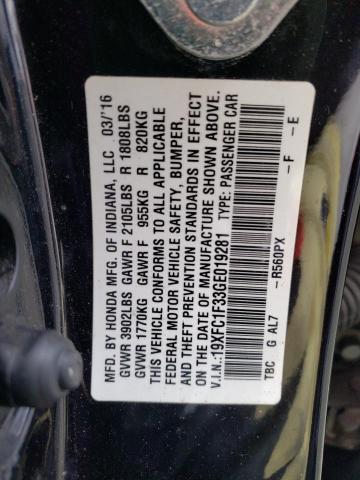 MFD. BY HONDA MFG. OF INDIANA, LLC 03/'16
GVWR 3902LBS GAWR F 2105LBS R 1808LBS
GVWR 1770KG GAWR F 955KG R 820KG
THIS VEHICLE CONFORMS TO ALL APPLICABLE
FEDERAL MOTOR VEHICLE SAFETY, BUMPER,
AND THEFT PREVENTION STANDARDS IN EFFECT
ON THE DATE OF MANUFACTURE SHOWN ABOVE.
V.I.N.:19XFC1F33GE019281 TYPE: PASSENGER CAR
TBC G AL7 -R560PX -F -E